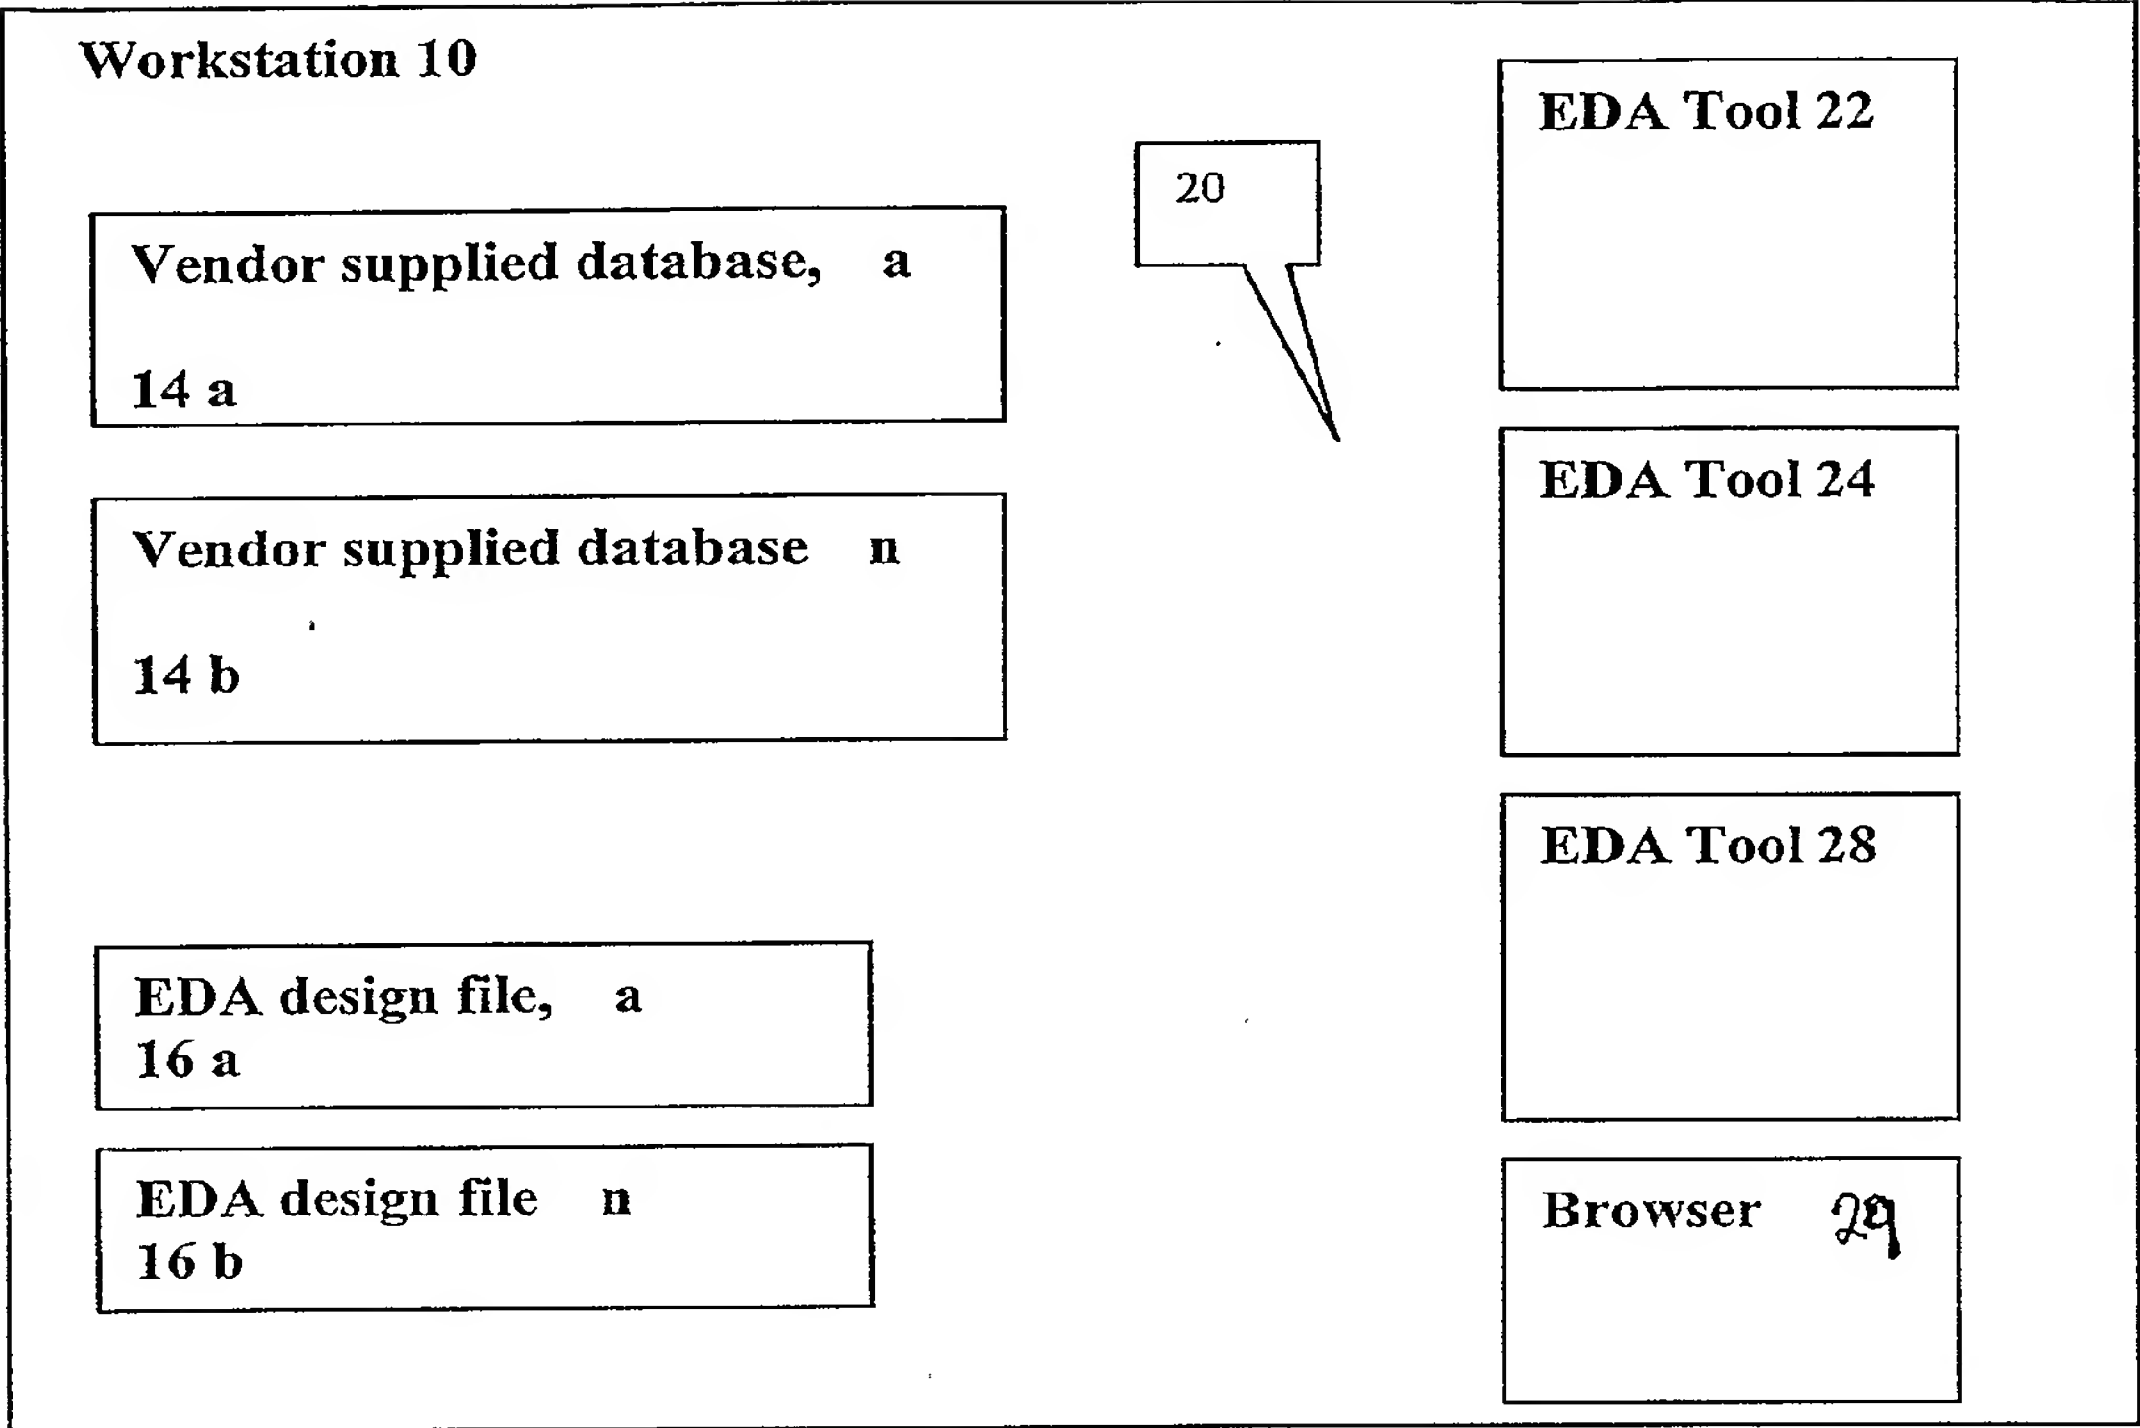 Workstation 10
Vendor supplied database, a
14 a
Vendor supplied database n
14 b
EDA design file, a
16 a
EDA design file n
16 b
20
EDA Tool 22
EDA Tool 24
EDA Tool 28
Browser 29